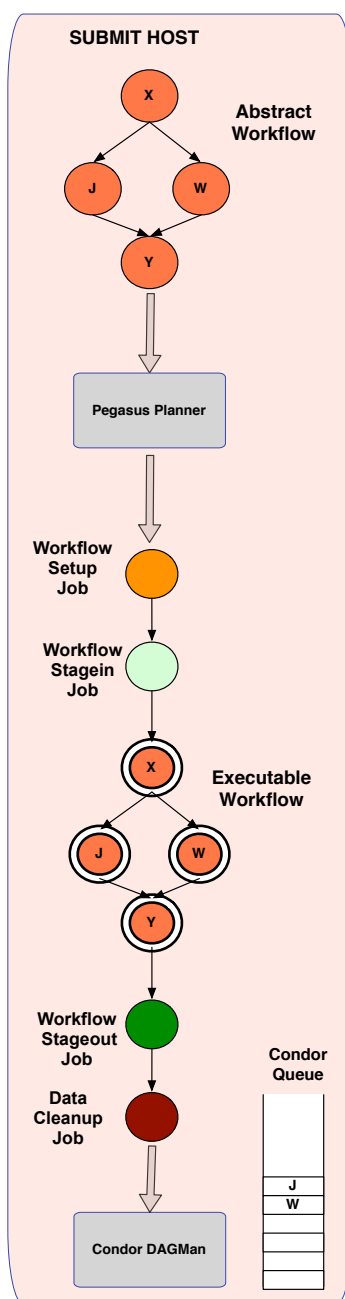 SUBMIT HOST
X
Abstract
Workflow
J
W
Y
Pegasus Planner
Workflow
Setup
Job
Workflow
Stagein
Job
X
Executable
Workflow
J
W
Y
Workflow
Stageout
Job
Condor
Queue
Data
Cleanup
Job
J
W
Condor DAGMan